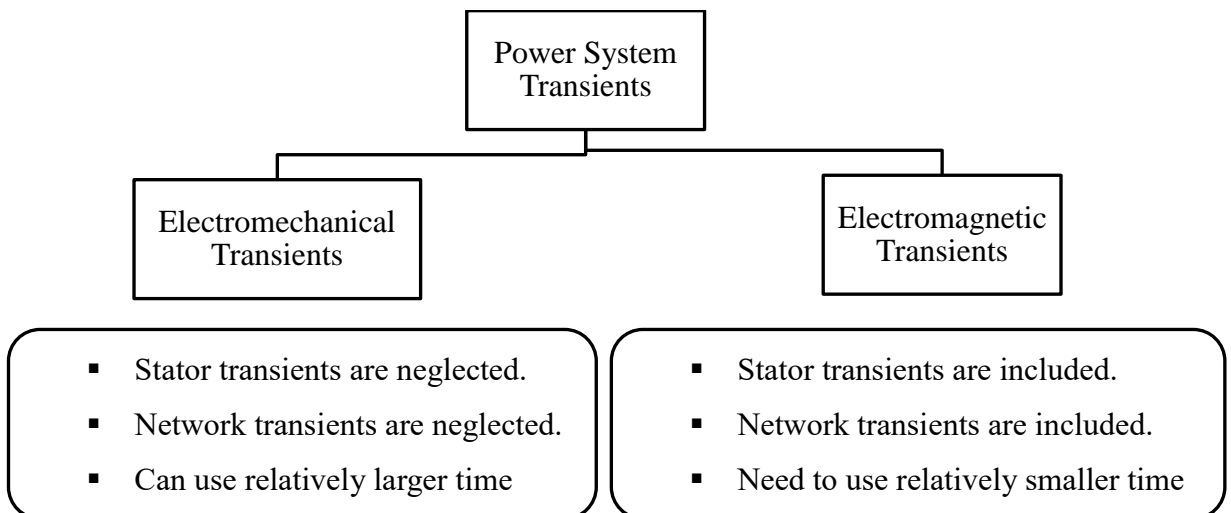 Power System
Transients
Electromechanical
Transients
Electromagnetic
Transients
▪ Stator transients are neglected.
▪ Network transients are neglected.
▪ Can use relatively larger time
▪ Stator transients are included.
▪ Network transients are included.
▪ Need to use relatively smaller time